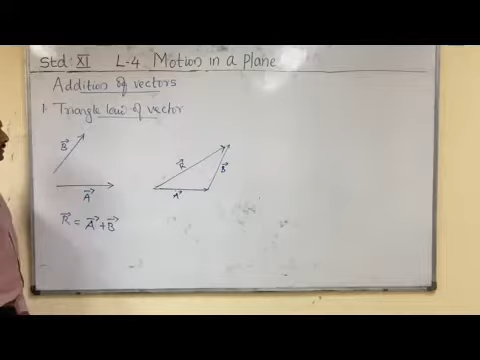 Std: XI L-4 Motion in a plane
Addition of vectors
1. Triangle law of vector
B⃗
A⃗
R⃗
B⃗
A⃗
R⃗ = A⃗ + B⃗